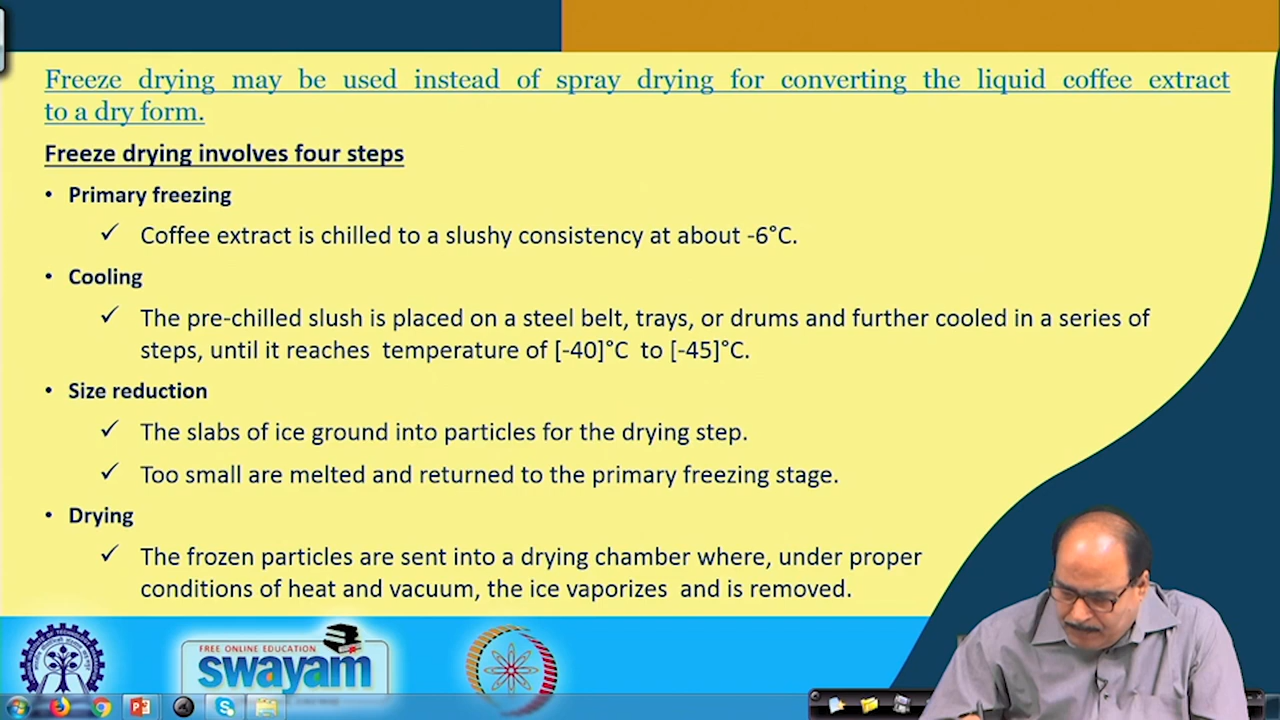 Freeze drying may be used instead of spray drying for converting the liquid coffee extract
to a dry form.
Freeze drying involves four steps
• Primary freezing
✓ Coffee extract is chilled to a slushy consistency at about -6°C.
• Cooling
✓ The pre-chilled slush is placed on a steel belt, trays, or drums and further cooled in a series of
steps, until it reaches temperature of [-40]°C to [-45]°C.
• Size reduction
✓ The slabs of ice ground into particles for the drying step.
✓ Too small are melted and returned to the primary freezing stage.
• Drying
✓ The frozen particles are sent into a drying chamber where, under proper
conditions of heat and vacuum, the ice vaporizes and is removed.
FREE ONLINE EDUCATION
swayam